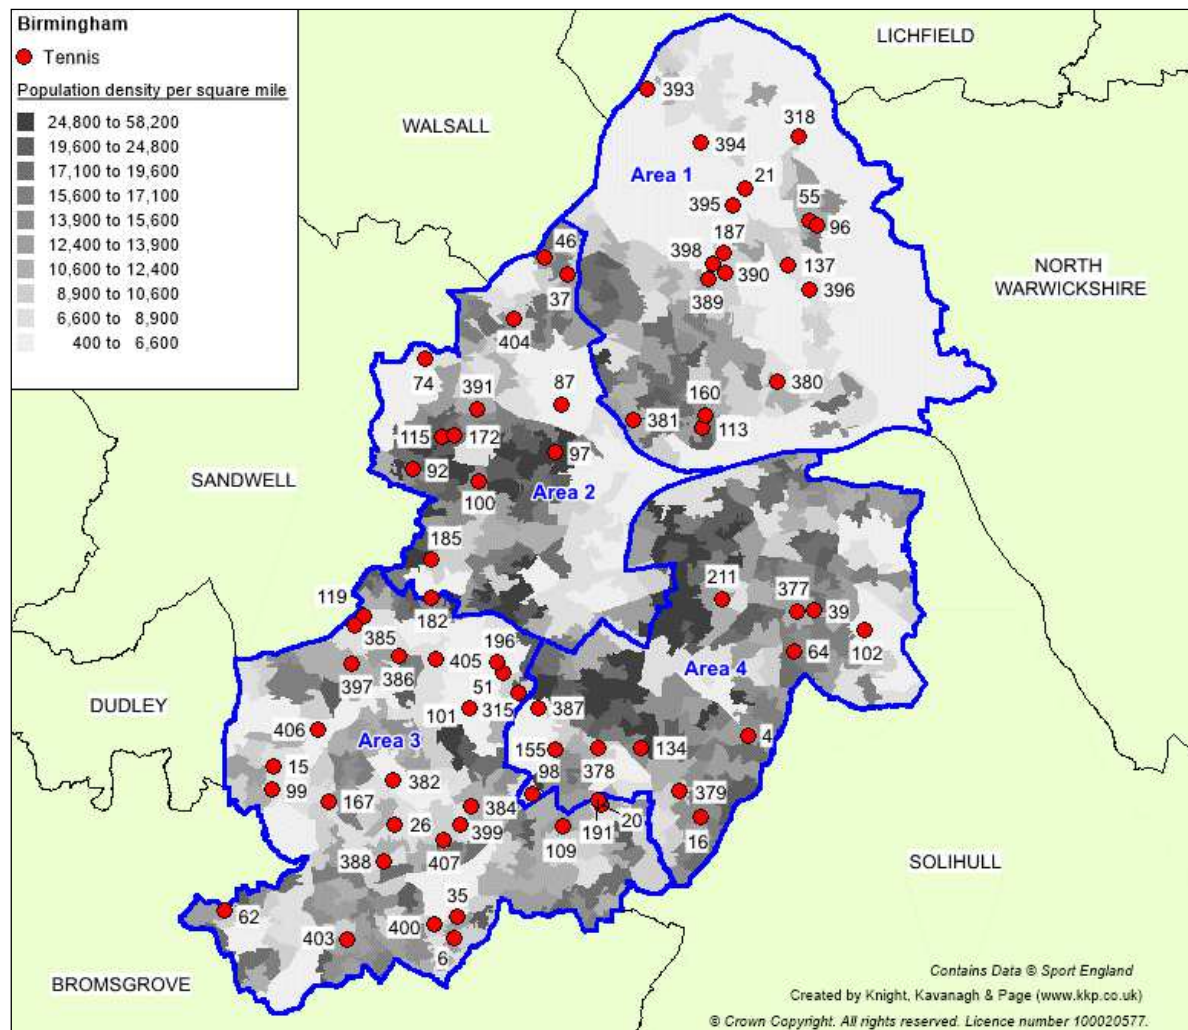 Birmingham
Tennis
Population density per square mile
24,800 to 58,200
19,600 to 24,800
17,100 to 19,600
15,600 to 17,100
13,900 to 15,600
12,400 to 13,900
10,600 to 12,400
8,900 to 10,600
6,600 to 8,900
400 to 6,600
LICHFIELD
WALSALL
393
318
394
Area 1
21
395
55
96
187
46
398
137
NORTH
WARWICKSHIRE
390
37
396
389
404
74
391
87
380
160
381
113
115
172
97
92
SANDWELL
Area 2
100
185
211
377
39
119
182
385
196
102
64
405
Area 4
397
386
51
DUDLEY
101
315
387
406
4
Area 3
155
134
15
98
378
382
99
379
167
384
20
26
399
191
16
109
407
388
SOLIHULL
35
62
400
403
6
BROMSGROVE
Contains Data © Sport England
Created by Knight, Kavanagh & Page (www.kkp.co.uk)
© Crown Copyright. All rights reserved. Licence number 100020577.